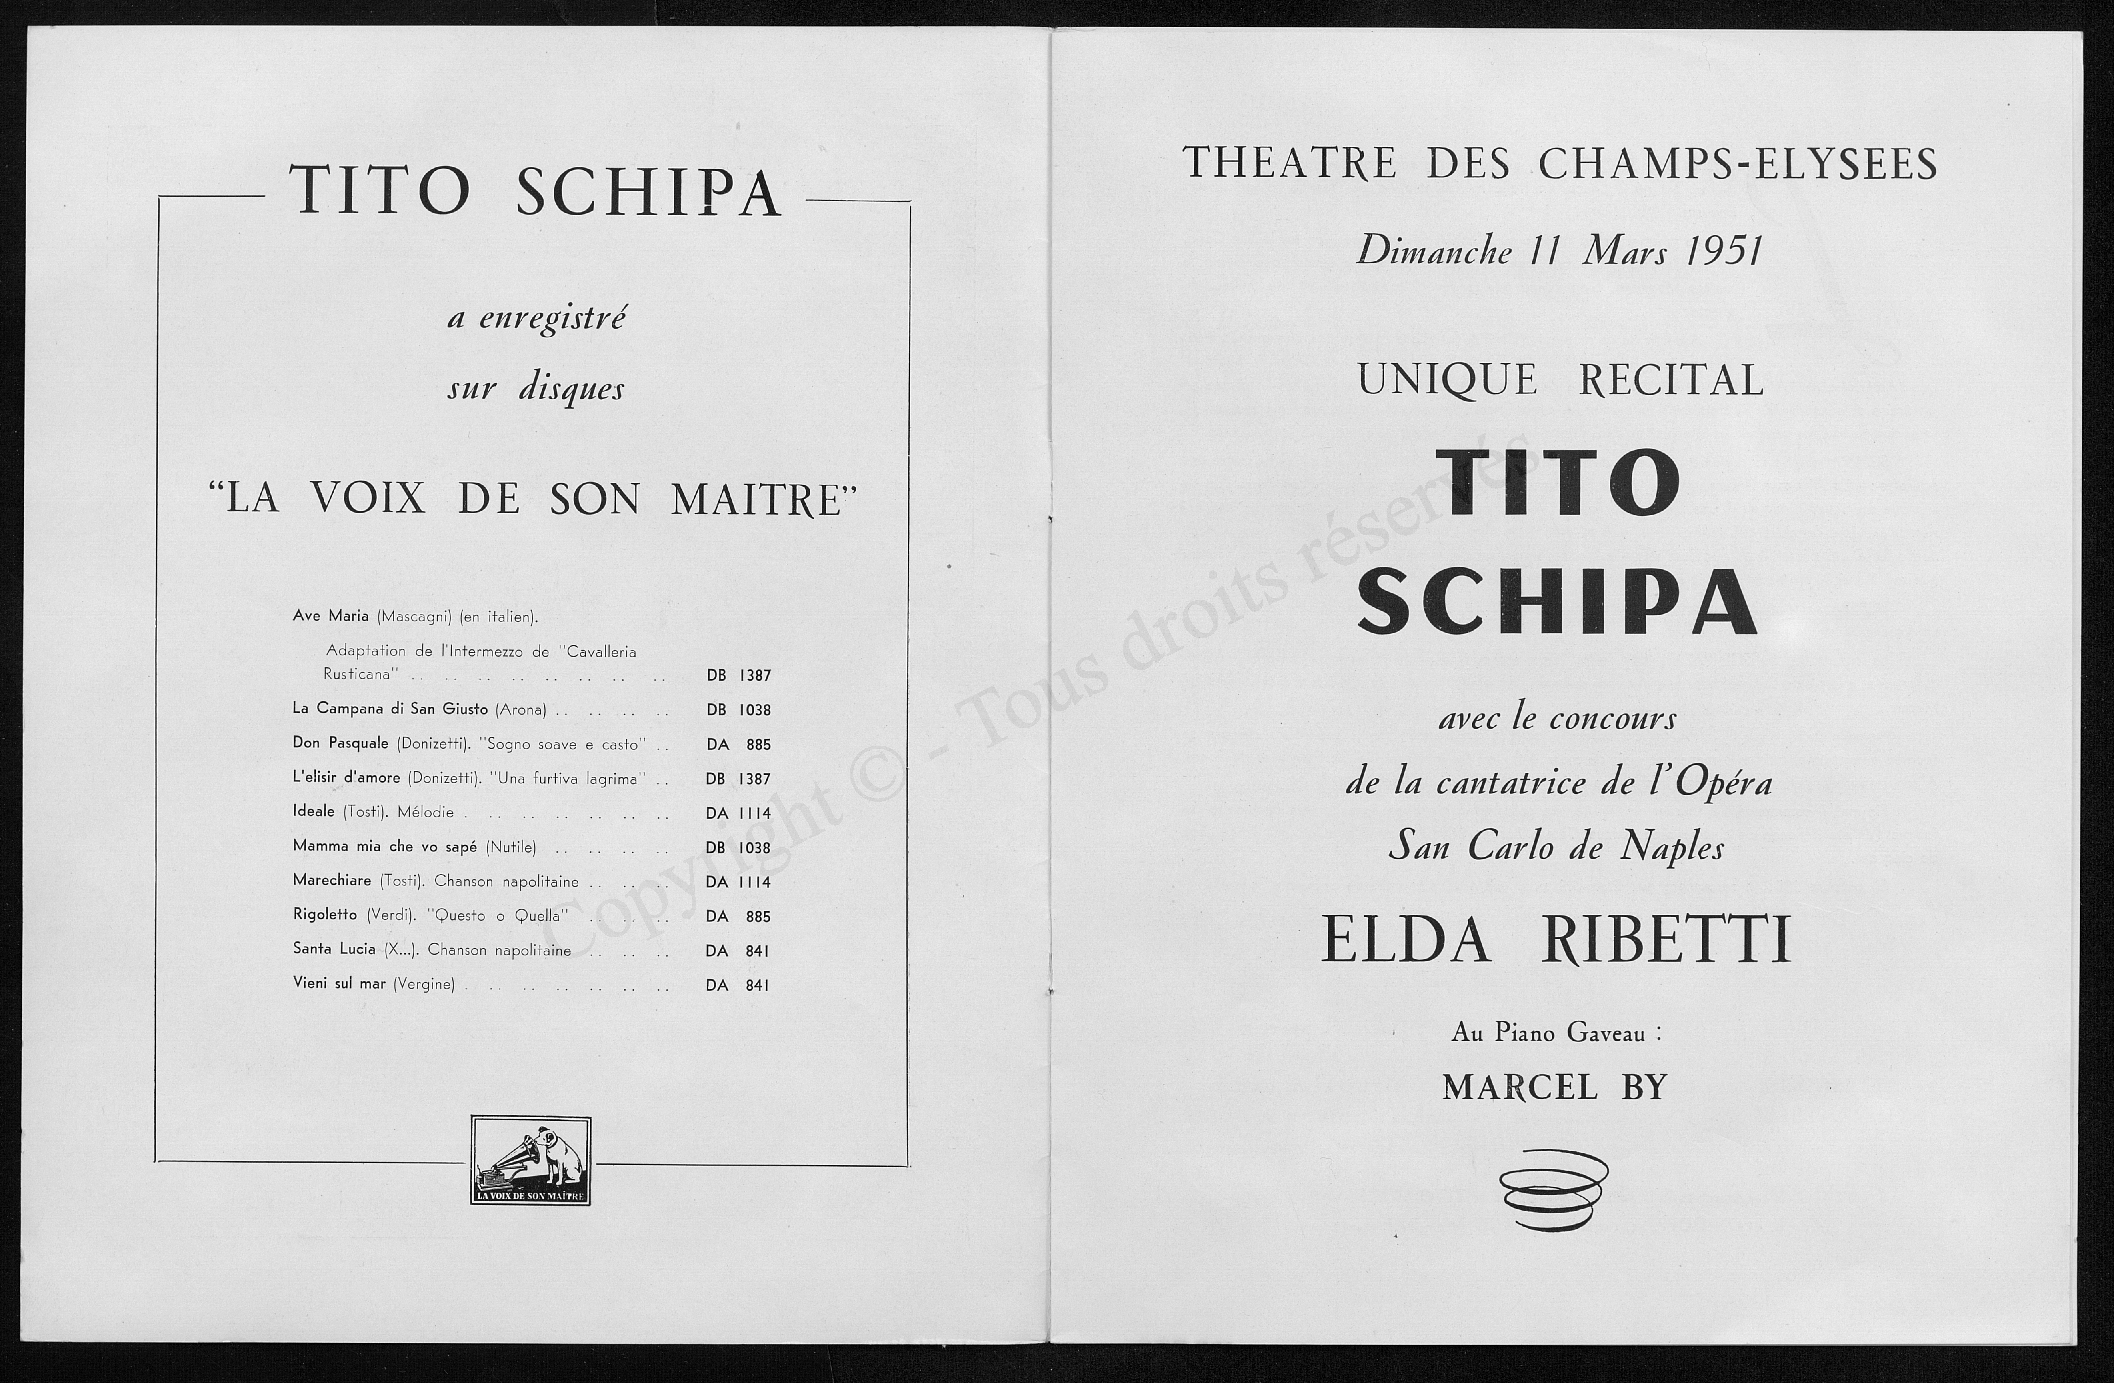 TITO SCHIPA
a enregistré
sur disques
"LA VOIX DE SON MAITRE"
Ave Maria (Mascagni) (en italien).
Adaptation de l'Intermezzo de "Cavalleria
Rusticana" .. .. .. .. .. .. .. .. DB 1387
La Campana di San Giusto (Arona) .. .. .. .. DB 1038
Don Pasquale (Donizetti). "Sogno soave e casto" .. DA 885
L'elisir d'amore (Donizetti). "Una furtiva lagrima" .. DB 1387
Ideale (Tosti). Mélodie . .. .. .. .. .. .. DA 1114
Mamma mia che vo sapé (Nutile) .. .. .. .. DB 1038
Marechiare (Tosti). Chanson napolitaine .. .. .. DA 1114
Rigoletto (Verdi). "Questo o Quella" .. .. .. DA 885
Santa Lucia (X...). Chanson napolitaine .. .. .. DA 841
Vieni sul mar (Vergine) . .. .. .. .. .. .. DA 841
LA VOIX DE SON MAÎTRE
THEATRE DES CHAMPS-ELYSEES
Dimanche 11 Mars 1951
UNIQUE RECITAL
TITO
SCHIPA
avec le concours
de la cantatrice de l'Opéra
San Carlo de Naples
ELDA RIBETTI
Au Piano Gaveau :
MARCEL BY
Copyright © - Tous droits réservés